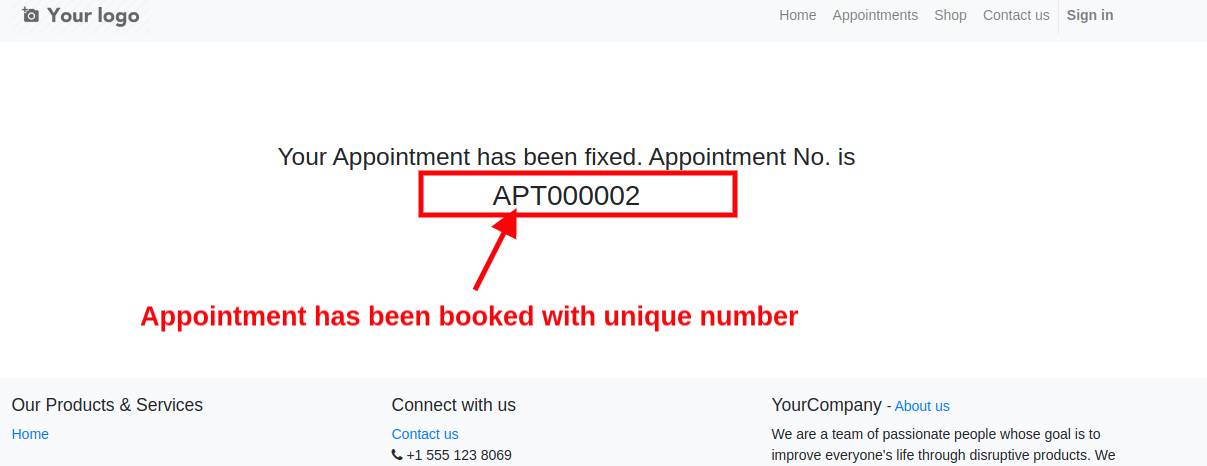 Your logo
Home Appointments Shop Contact us Sign in
Your Appointment has been fixed. Appointment No. is
APT000002
Appointment has been booked with unique number
Our Products & Services
Home
Connect with us
Contact us
+1 555 123 8069
YourCompany - About us
We are a team of passionate people whose goal is to
improve everyone's life through disruptive products. We